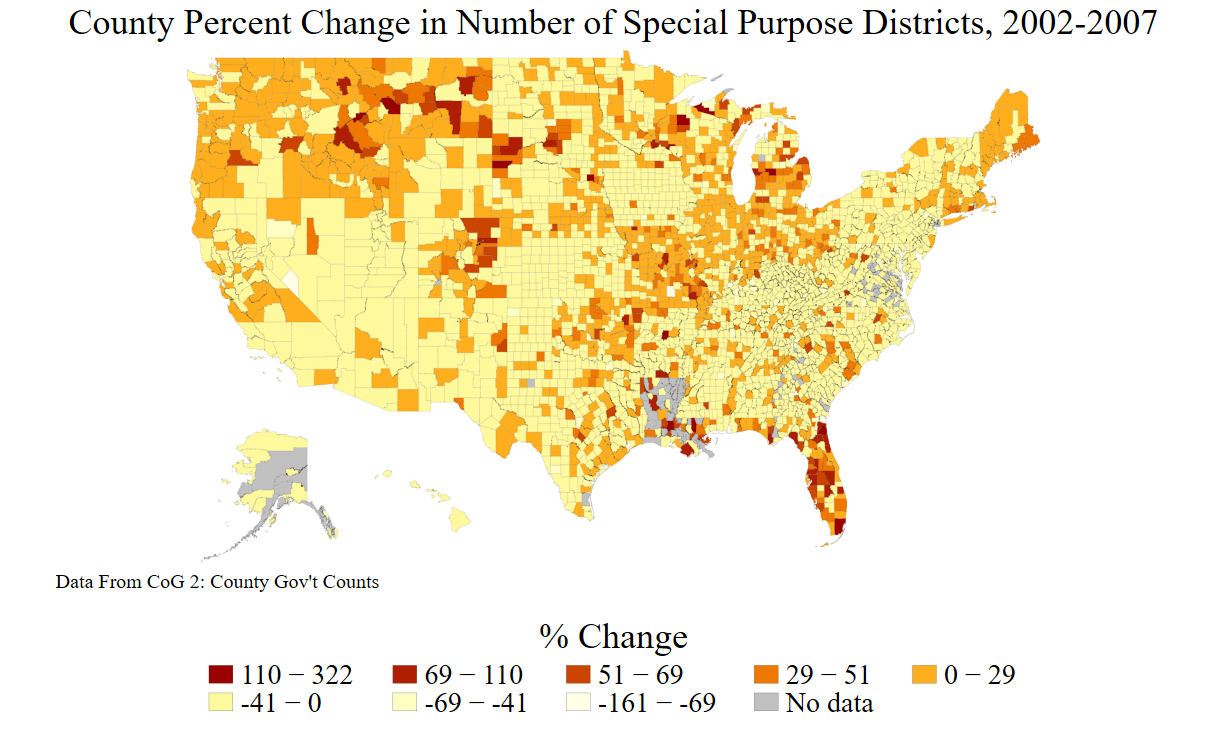 County Percent Change in Number of Special Purpose Districts, 2002-2007
Data From CoG 2: County Gov't Counts
% Change
110 − 322 69 − 110 51 − 69 29 − 51 0 − 29
-41 − 0 -69 − -41 -161 − -69 No data